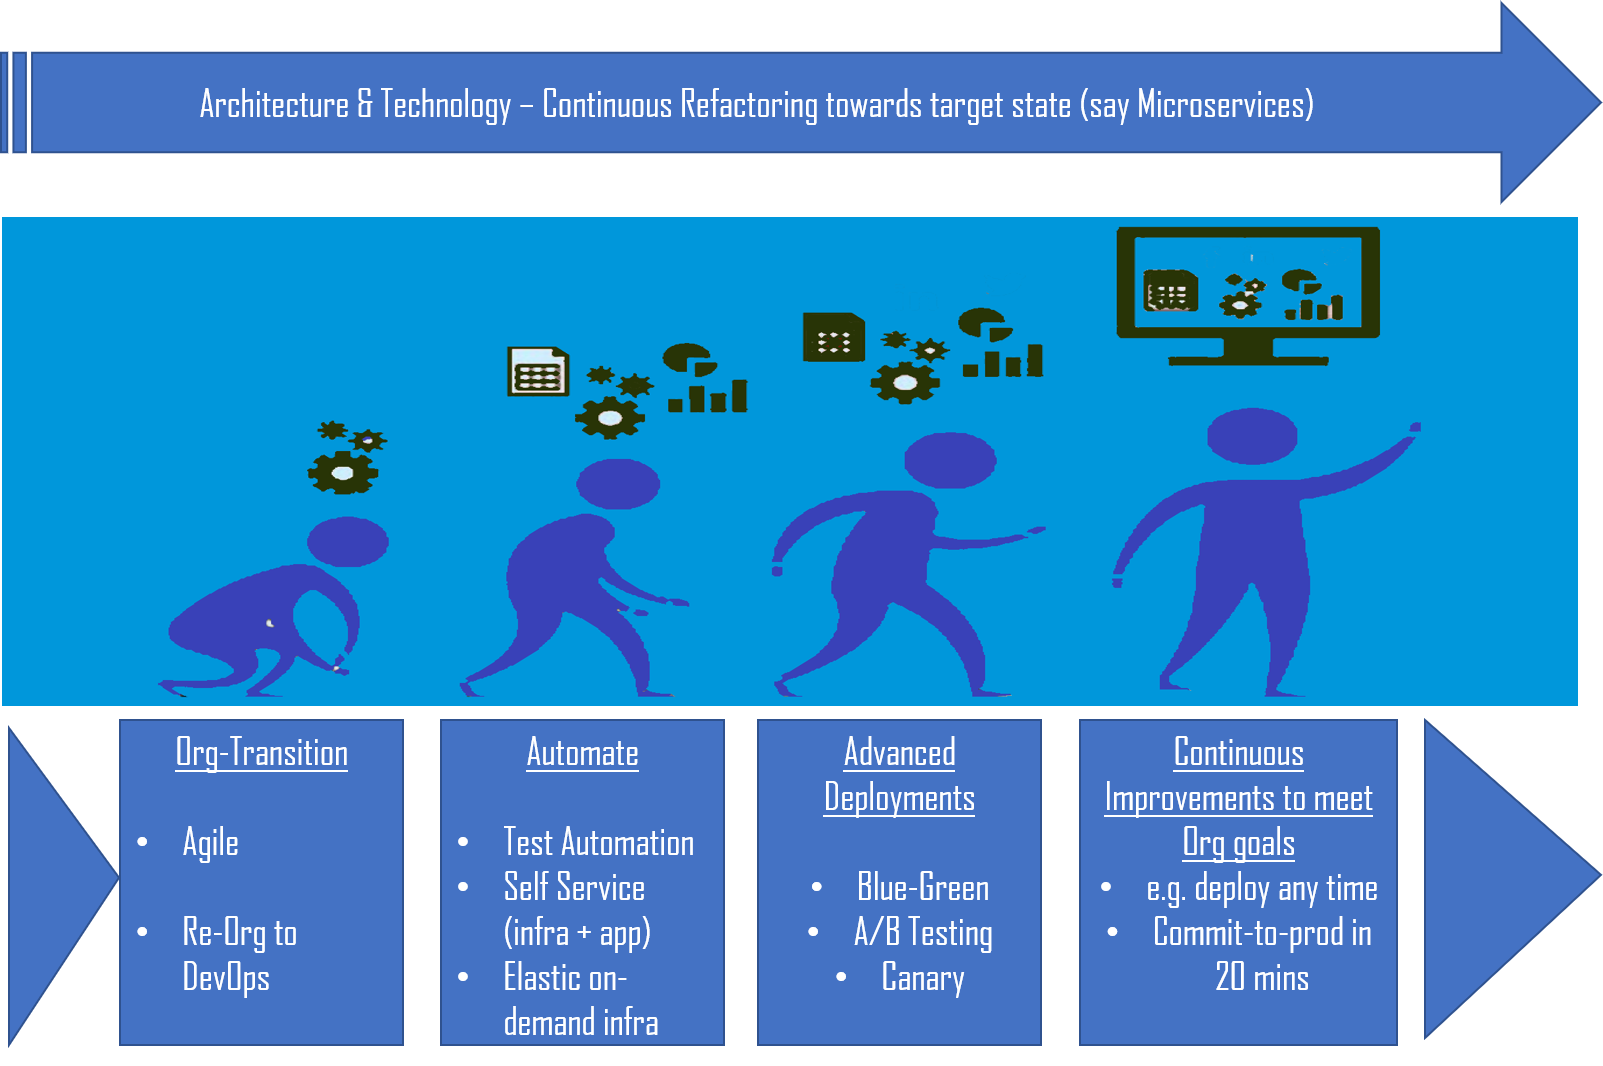 Architecture & Technology – Continuous Refactoring towards target state (say Microservices)
Org-Transition
• Agile
• Re-Org to
DevOps
Automate
• Test Automation
• Self Service
(infra + app)
• Elastic on-
demand infra
Advanced
Deployments
• Blue-Green
• A/B Testing
• Canary
Continuous
Improvements to meet
Org goals
• e.g. deploy any time
• Commit-to-prod in
20 mins